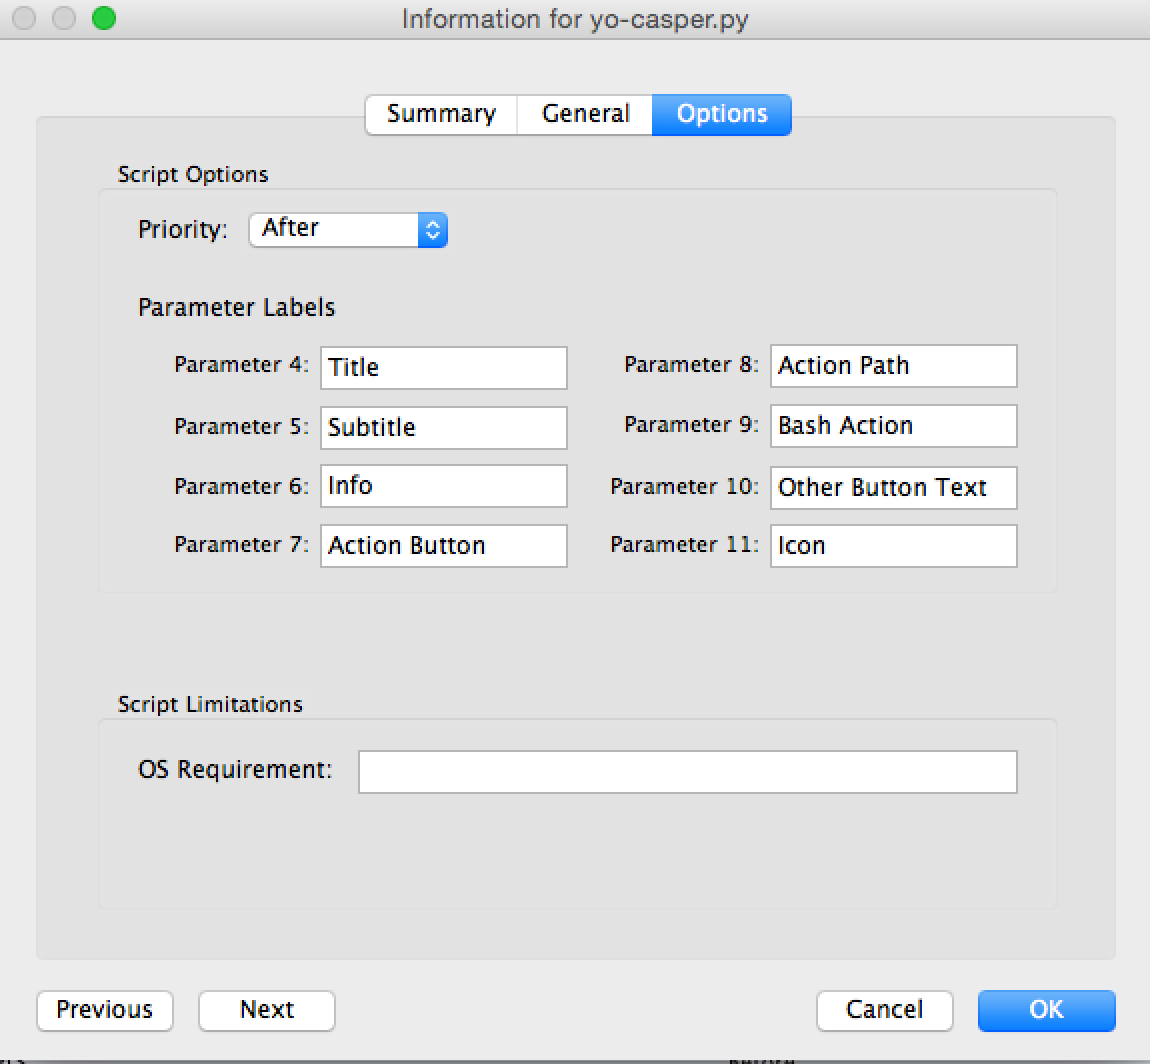 Information for yo-casper.py
Summary General Options
Script Options
Priority: After
Parameter Labels
Parameter 4: Title Parameter 8: Action Path
Parameter 5: Subtitle Parameter 9: Bash Action
Parameter 6: Info Parameter 10: Other Button Text
Parameter 7: Action Button Parameter 11: Icon
Script Limitations
OS Requirement:
Previous Next Cancel OK